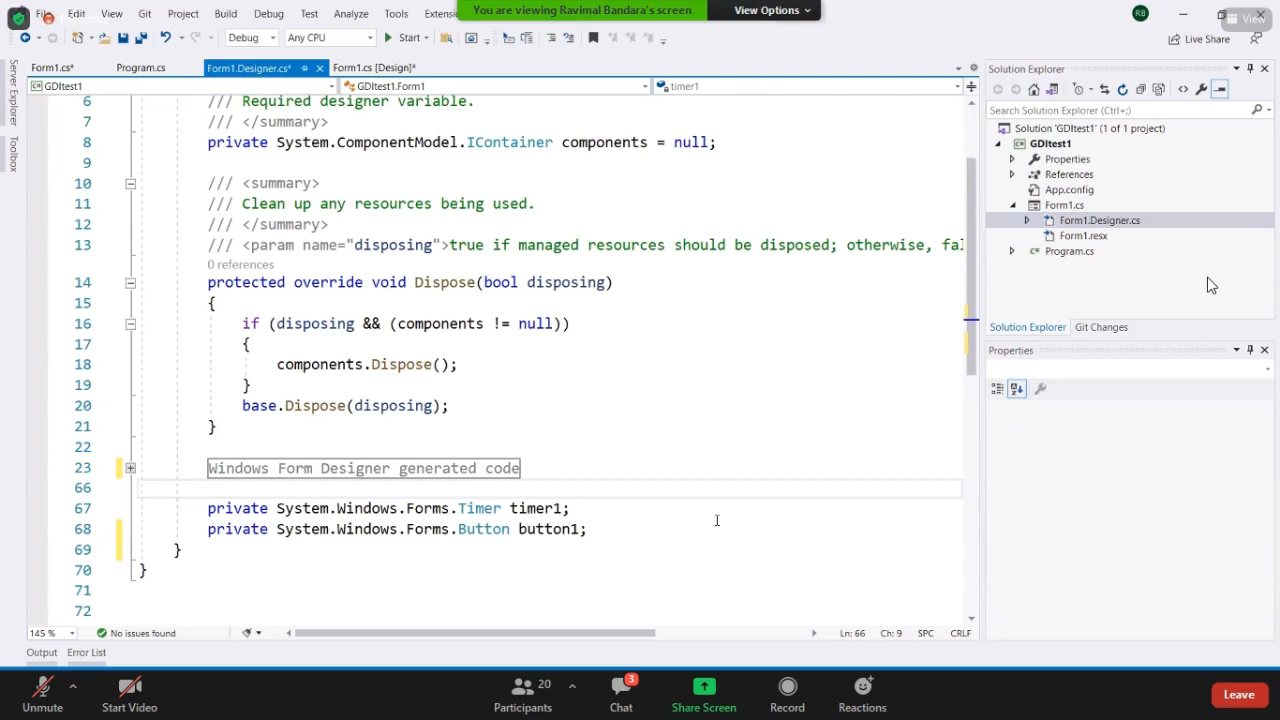 File Edit View Git Project Build Debug Test Analyze Tools Extensi
You are viewing Ravimal Bandara's screen View Options
RB
View
Debug Any CPU Start
Live Share
Form1.cs* Program.cs Form1.Designer.cs* Form1.cs [Design]*
Server Explorer
Toolbox
GDItest1 GDItest1.Form1 timer1
6 /// Required designer variable.
7 /// </summary>
8 private System.ComponentModel.IContainer components = null;
9
10 /// <summary>
11 /// Clean up any resources being used.
12 /// </summary>
13 /// <param name="disposing">true if managed resources should be disposed; otherwise, fal
0 references
14 protected override void Dispose(bool disposing)
15 {
16 if (disposing && (components != null))
17 {
18 components.Dispose();
19 }
20 base.Dispose(disposing);
21 }
22
23 Windows Form Designer generated code
66
67 private System.Windows.Forms.Timer timer1;
68 private System.Windows.Forms.Button button1;
69 }
70 }
71
72
145 % No issues found Ln: 66 Ch: 9 SPC CRLF
Output Error List
Solution Explorer
Search Solution Explorer (Ctrl+;)
Solution 'GDItest1' (1 of 1 project)
GDItest1
Properties
References
App.config
Form1.cs
Form1.Designer.cs
Form1.resx
Program.cs
Solution Explorer Git Changes
Properties
Unmute Start Video
20
Participants
3
Chat Share Screen Record Reactions
Leave